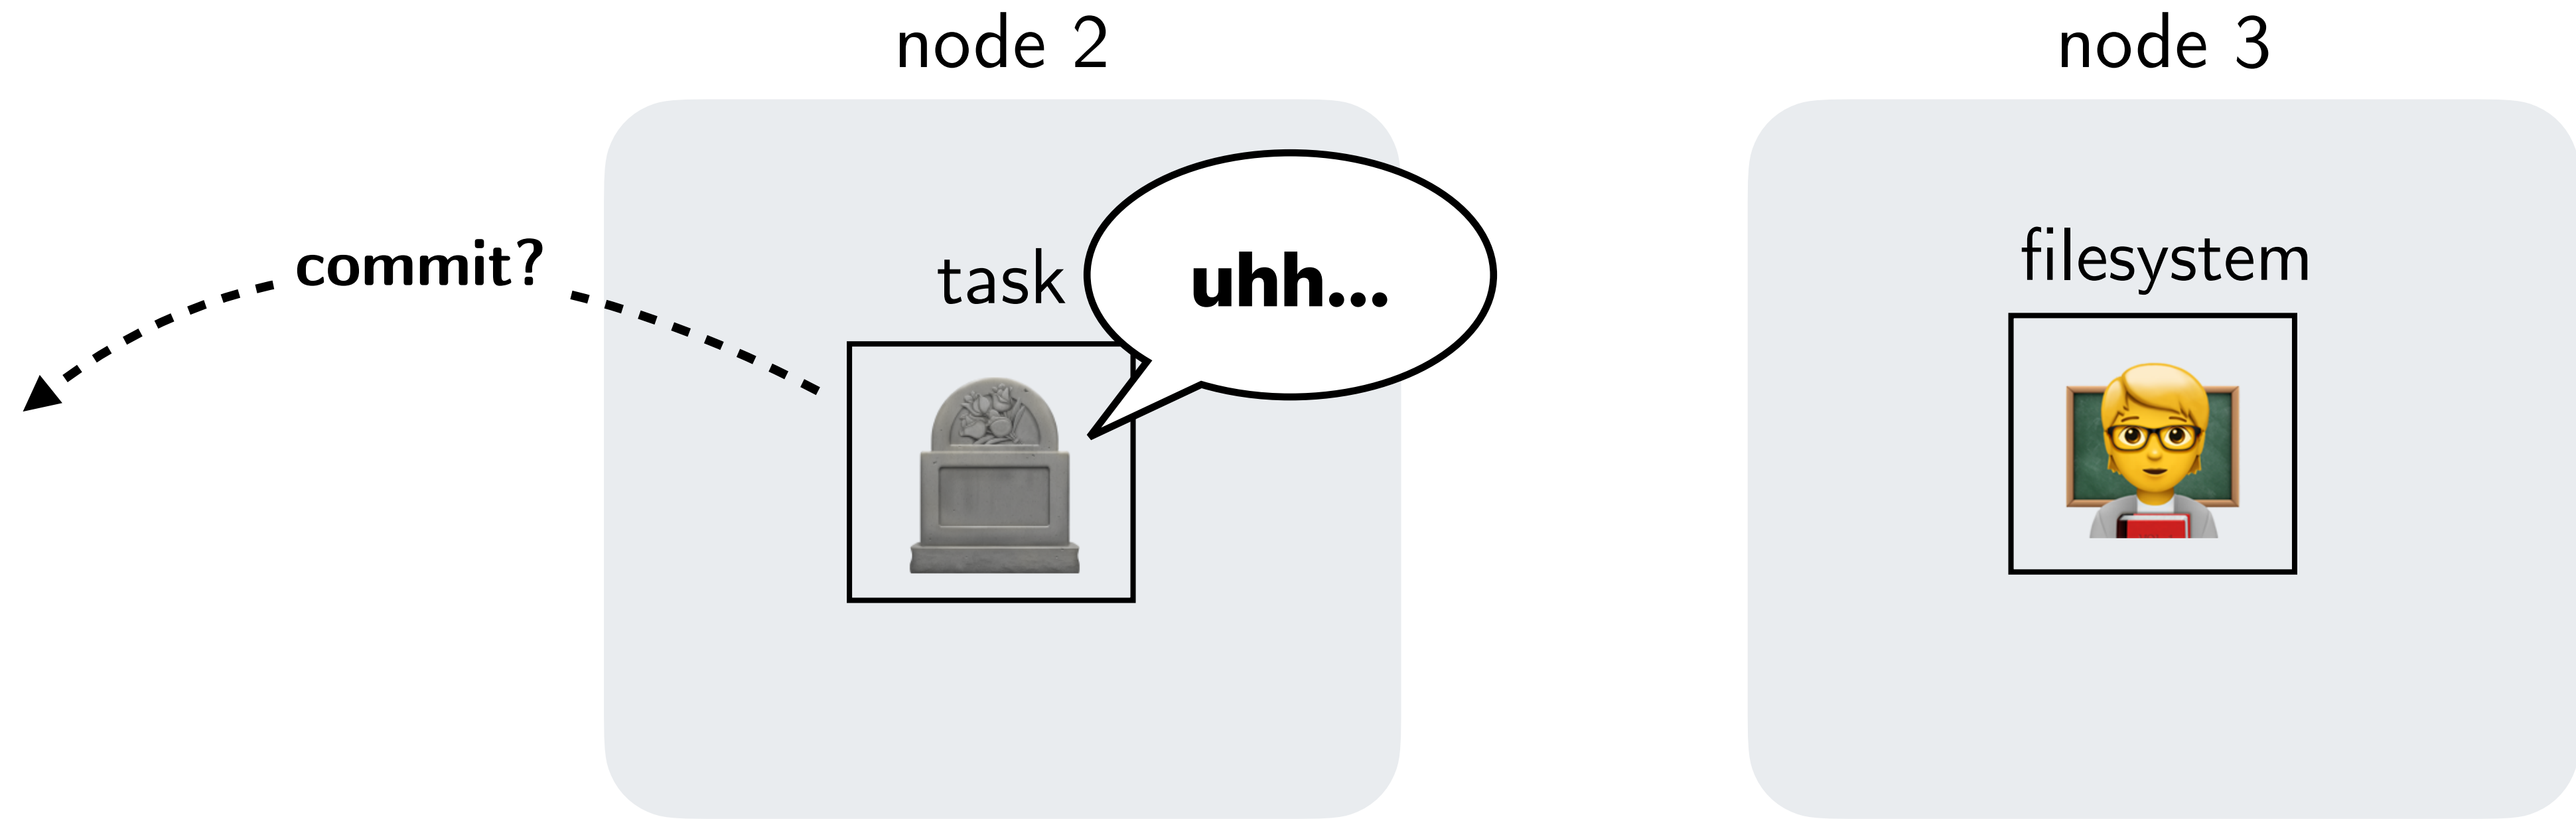 node 2
node 3
commit?
task
uhh...
filesystem